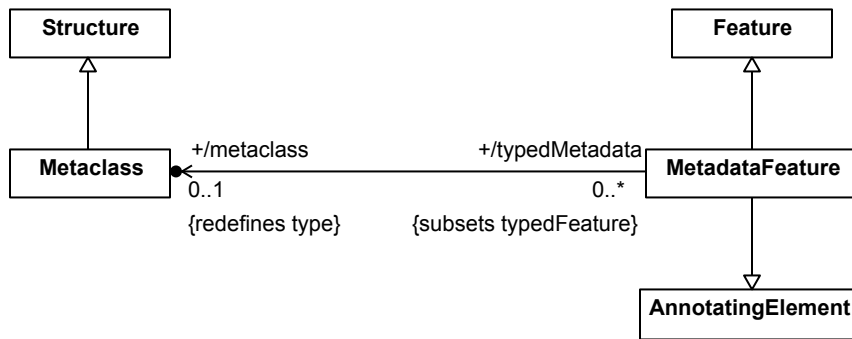 Structure
Feature
+/metaclass
+/typedMetadata
Metaclass
MetadataFeature
0..1
0..*
{redefines type}
{subsets typedFeature}
AnnotatingElement